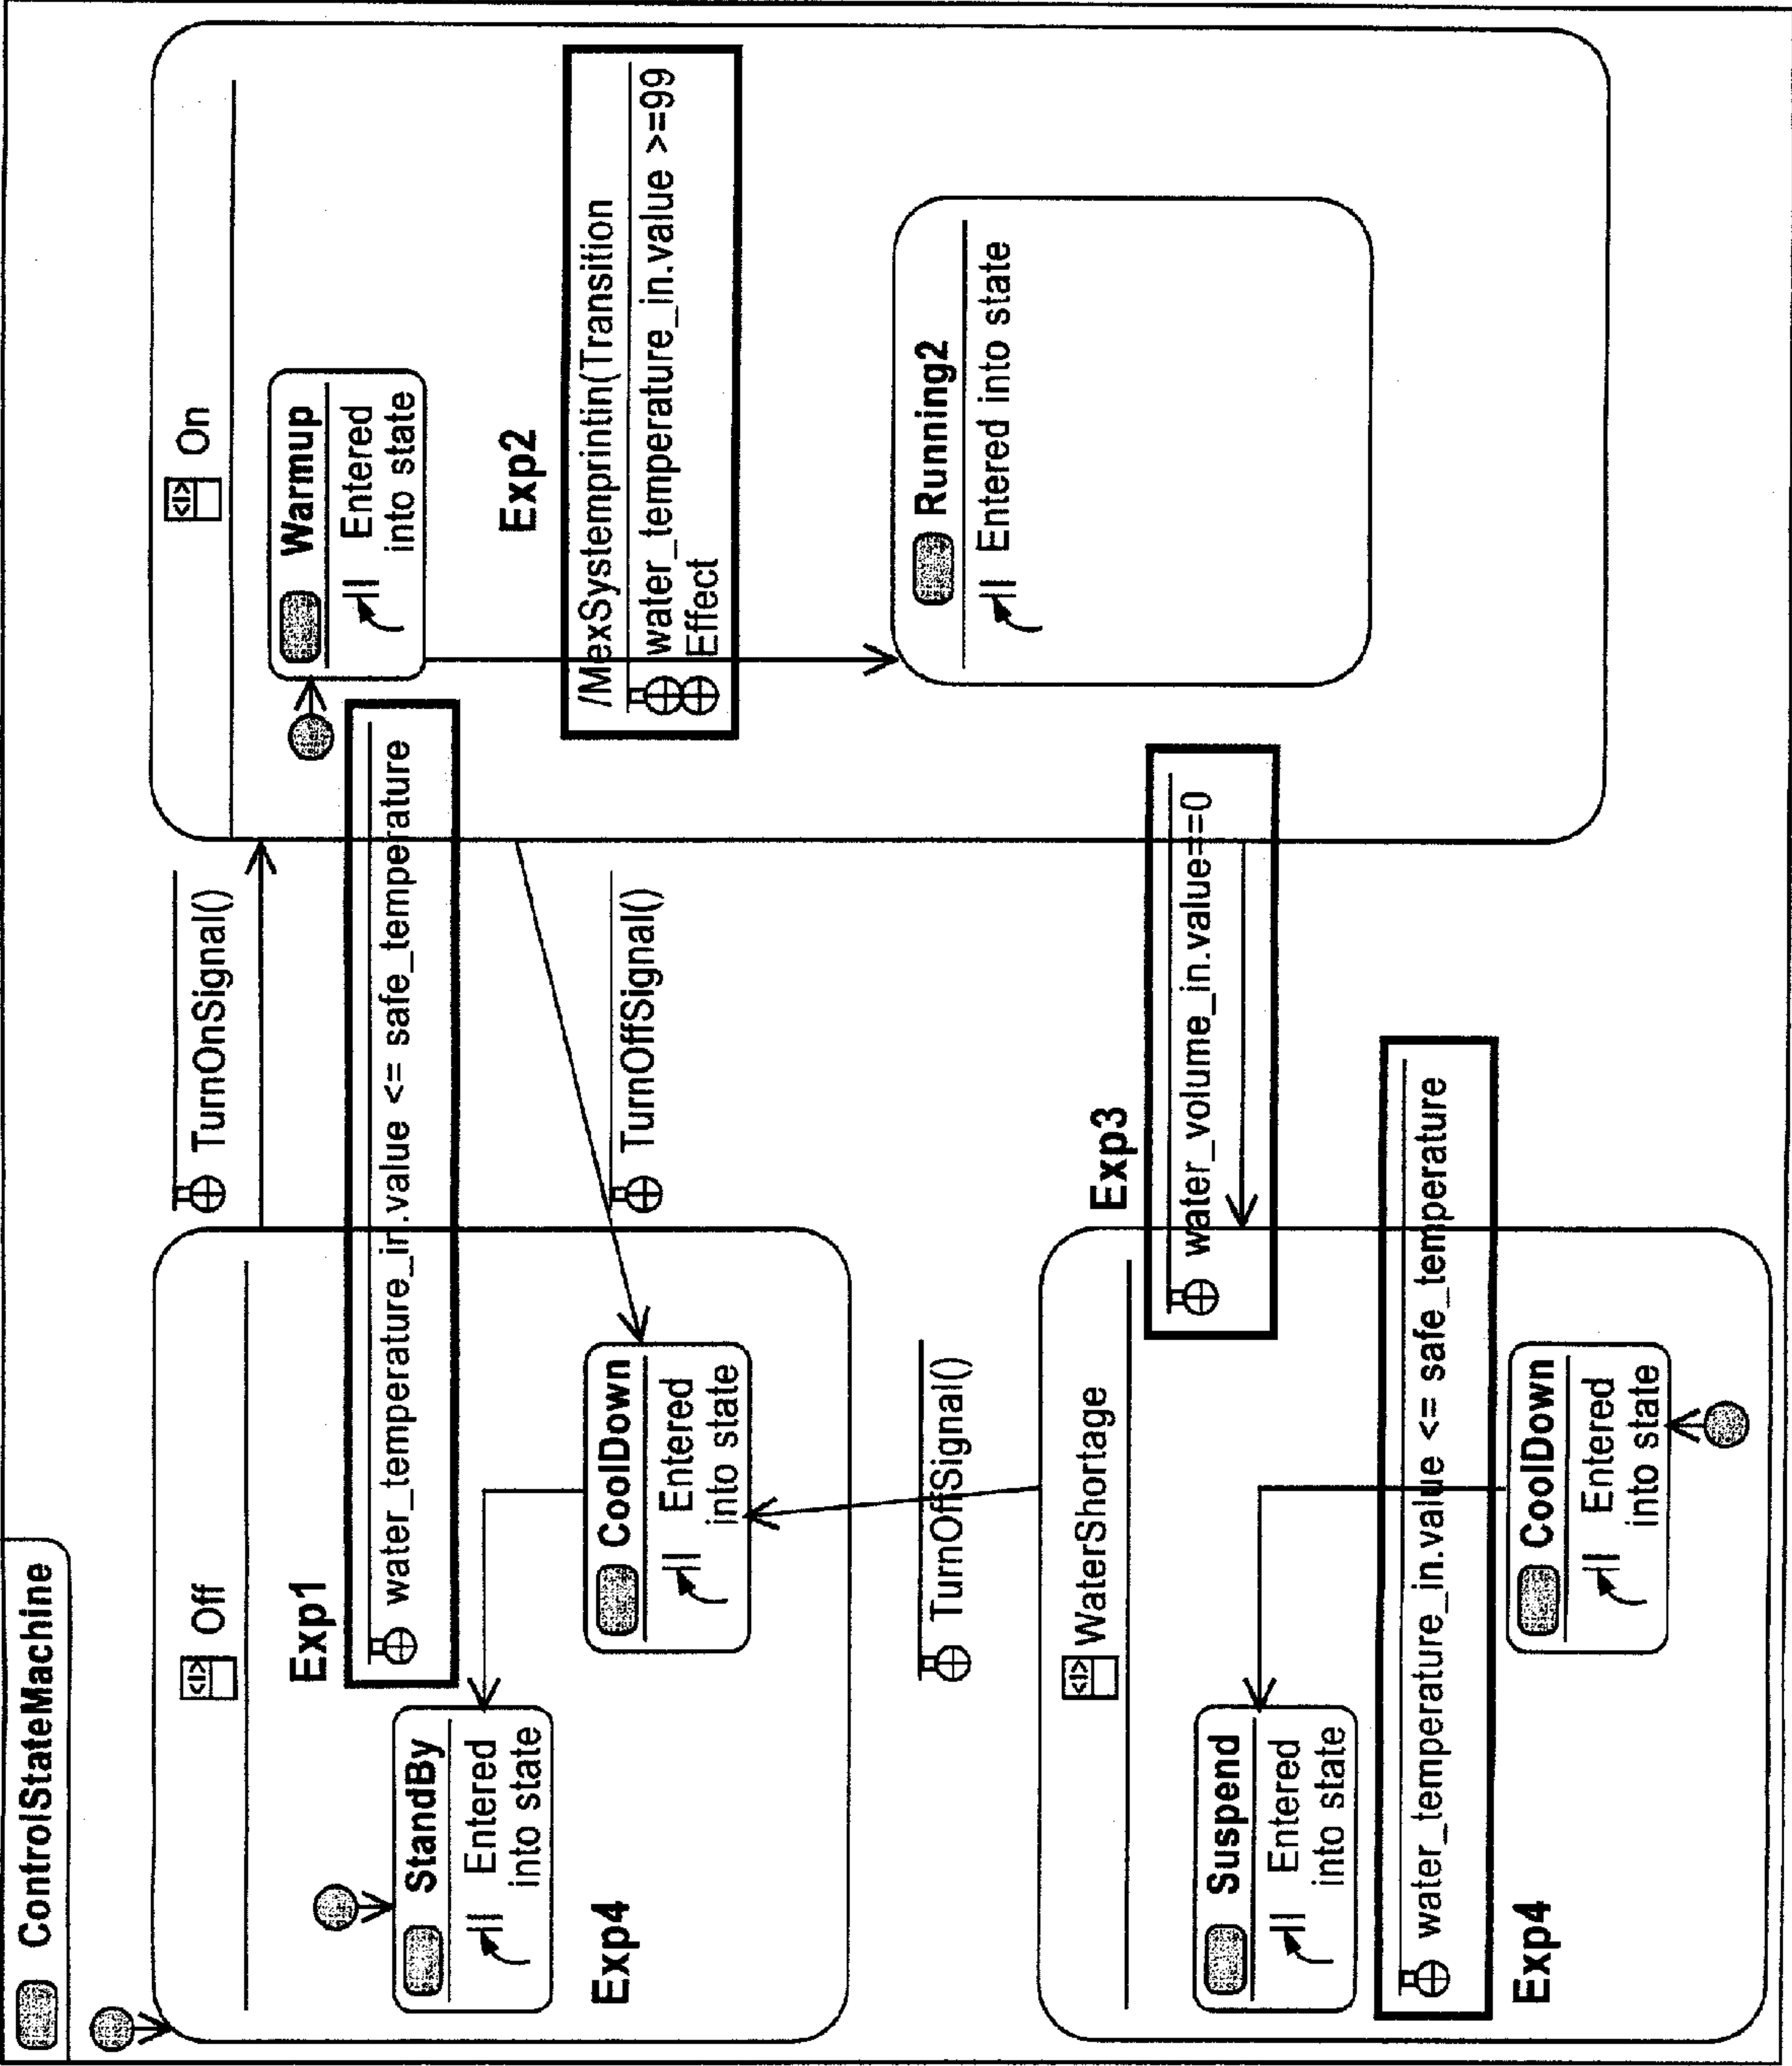 ControlStateMachine
<I> Off
Exp1
water_temperature_in.value <= safe_temperature
StandBy
Entered
into state
Exp4
CoolDown
Entered
into state
TurnOnSignal()
TurnOffSignal()
<I> On
Warmup
Entered
into state
Exp2
/MexSystemprintin(Transition
water_temperature_in.value >=99
Effect
Running2
Entered into state
TurnOffSignal()
<I> WaterShortage
Exp3
water_volume_in.value==0
Suspend
Entered
into state
water_temperature_in.value <= safe_temperature
Exp4
CoolDown
Entered
into state